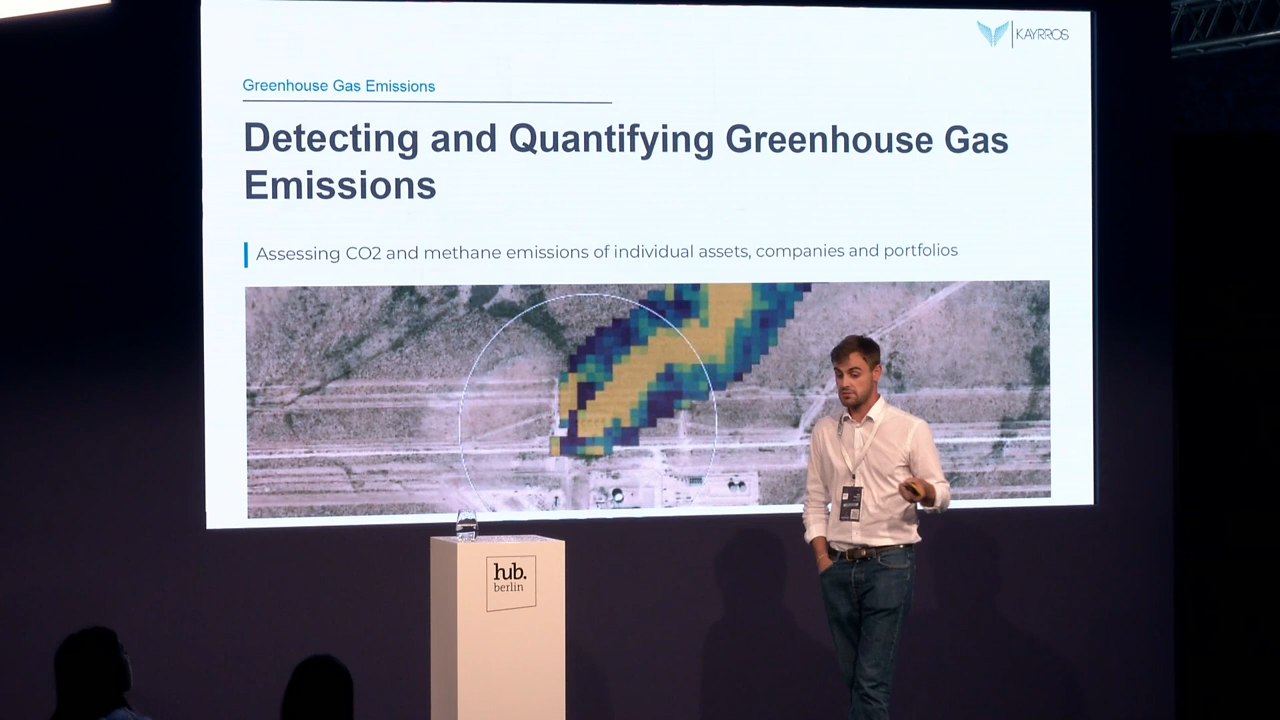 KAYRROS
Greenhouse Gas Emissions
Detecting and Quantifying Greenhouse Gas
Emissions
Assessing CO2 and methane emissions of individual assets, companies and portfolios
hub.
berlin